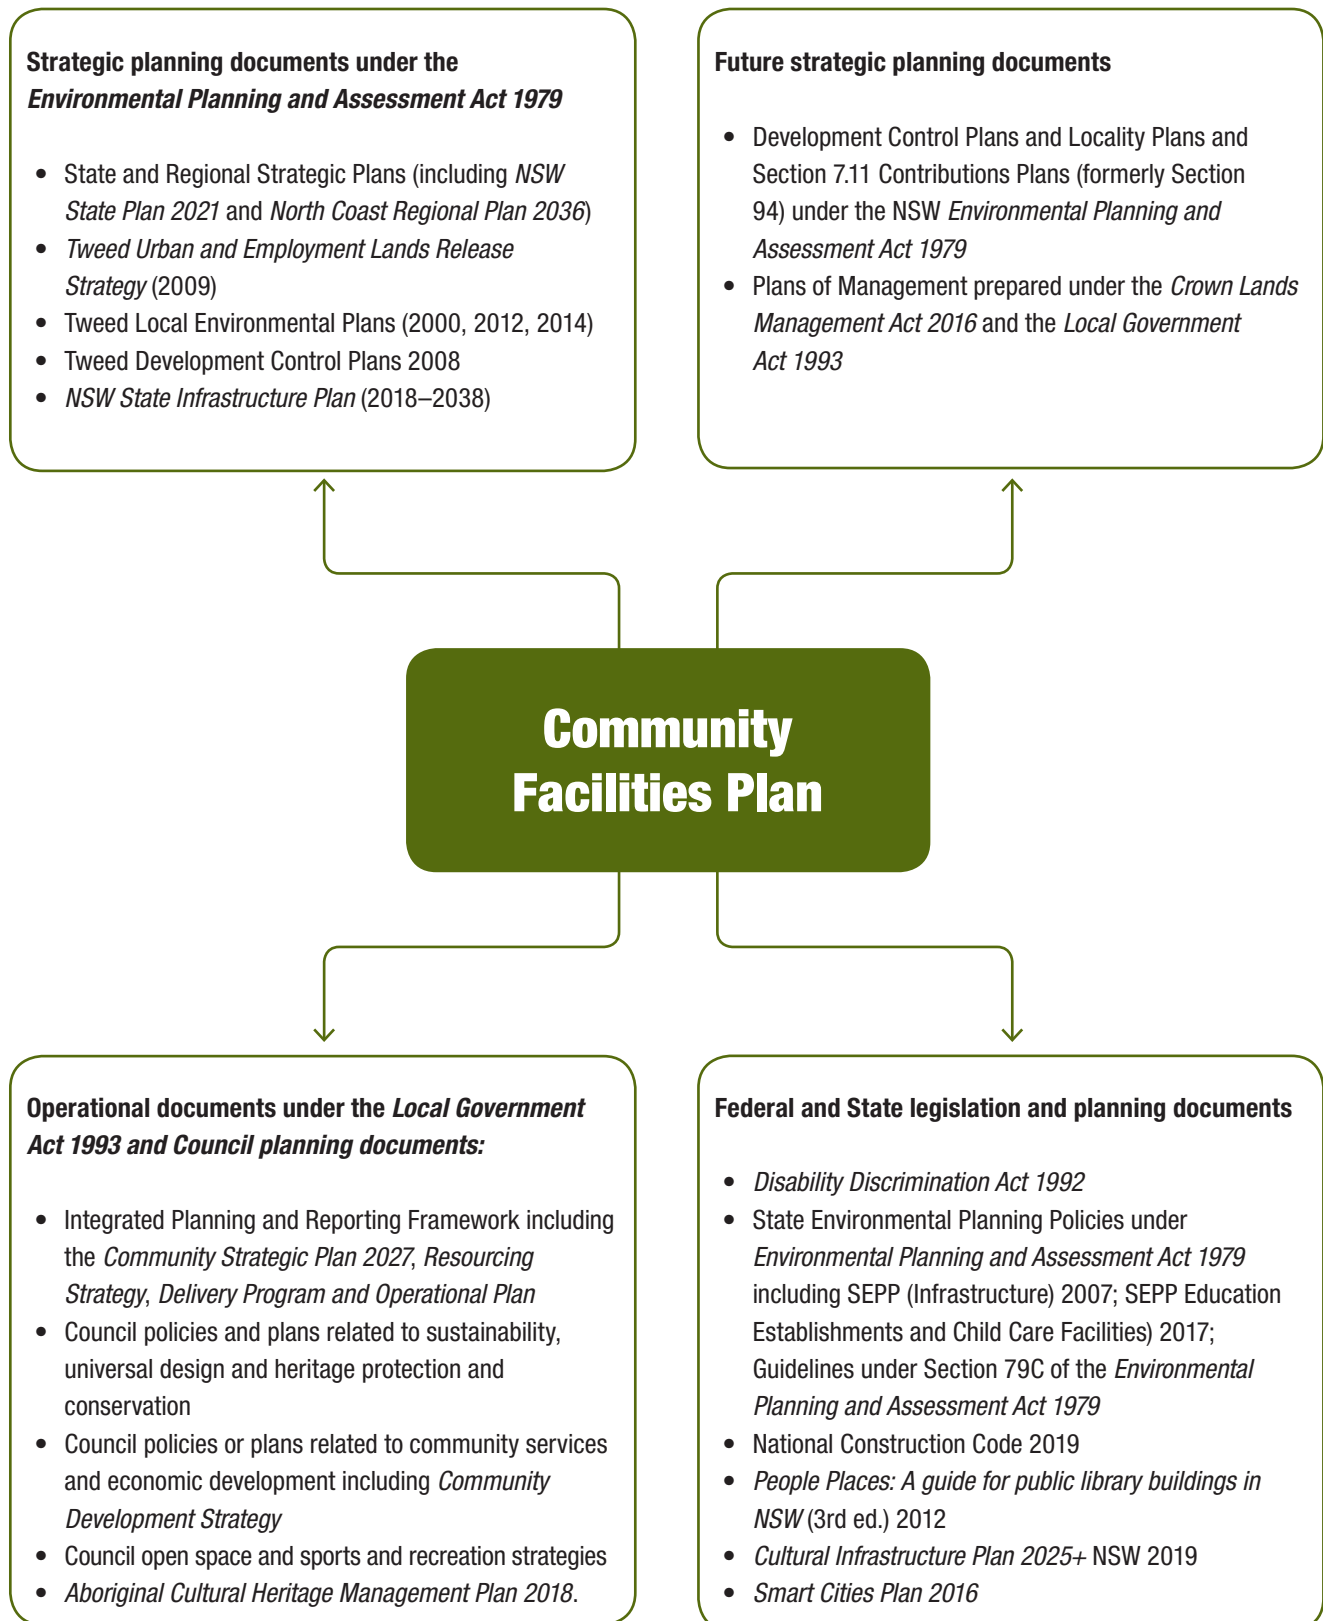 Strategic planning documents under the
Environmental Planning and Assessment Act 1979
• State and Regional Strategic Plans (including NSW
State Plan 2021 and North Coast Regional Plan 2036)
• Tweed Urban and Employment Lands Release
Strategy (2009)
• Tweed Local Environmental Plans (2000, 2012, 2014)
• Tweed Development Control Plans 2008
• NSW State Infrastructure Plan (2018–2038)
Future strategic planning documents
• Development Control Plans and Locality Plans and
Section 7.11 Contributions Plans (formerly Section
94) under the NSW Environmental Planning and
Assessment Act 1979
• Plans of Management prepared under the Crown Lands
Management Act 2016 and the Local Government
Act 1993
Community
Facilities Plan
Operational documents under the Local Government
Act 1993 and Council planning documents:
• Integrated Planning and Reporting Framework including
the Community Strategic Plan 2027, Resourcing
Strategy, Delivery Program and Operational Plan
• Council policies and plans related to sustainability,
universal design and heritage protection and
conservation
• Council policies or plans related to community services
and economic development including Community
Development Strategy
• Council open space and sports and recreation strategies
• Aboriginal Cultural Heritage Management Plan 2018.
Federal and State legislation and planning documents
• Disability Discrimination Act 1992
• State Environmental Planning Policies under
Environmental Planning and Assessment Act 1979
including SEPP (Infrastructure) 2007; SEPP Education
Establishments and Child Care Facilities) 2017;
Guidelines under Section 79C of the Environmental
Planning and Assessment Act 1979
• National Construction Code 2019
• People Places: A guide for public library buildings in
NSW (3rd ed.) 2012
• Cultural Infrastructure Plan 2025+ NSW 2019
• Smart Cities Plan 2016